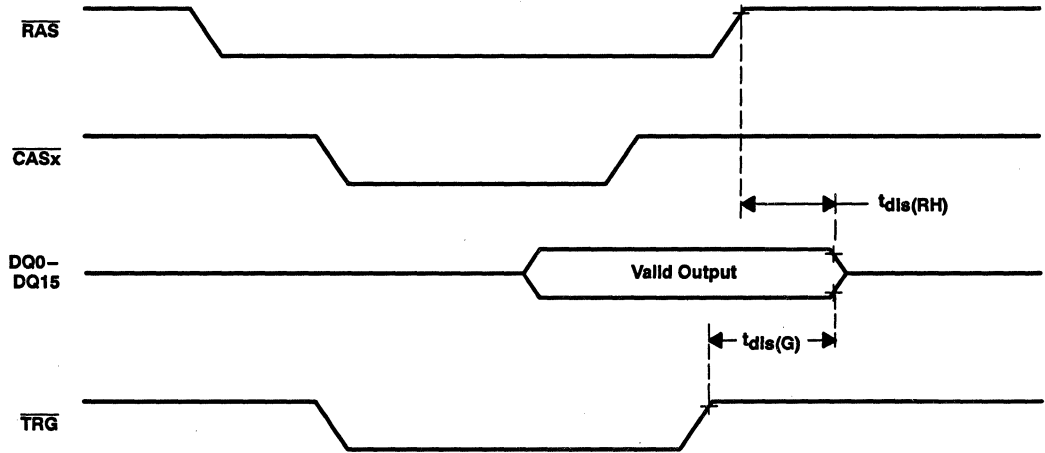 RAS
CASx
tdis(RH)
DQ0–
DQ15
Valid Output
tdis(G)
TRG